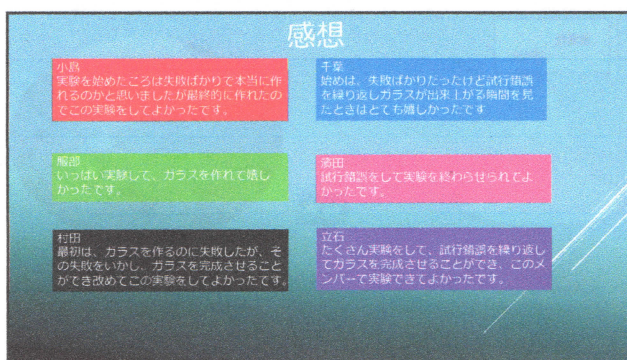 感想
小島
実験を始めたころは失敗ばかりで本当に作
れるのかと思いましたが最終的に作れたの
でこの実験をしてよかったです。
千葉
始めは、失敗ばかりだったけど試行錯誤
を繰り返しガラスが出来上がる瞬間を見
たときはとても嬉しかったです
服部
いっぱい実験して、ガラスを作れて嬉し
かったです。
濱田
試行錯誤をして実験を終わらせられてよ
かったです。
村田
最初は、ガラスを作るのに失敗したが、そ
の失敗をいかし、ガラスを完成させること
ができ改めてこの実験をしてよかったです。
立石
たくさん実験をして、試行錯誤を繰り返し
てガラスを完成させることができ、このメ
ンバーで実験できてよかったです。